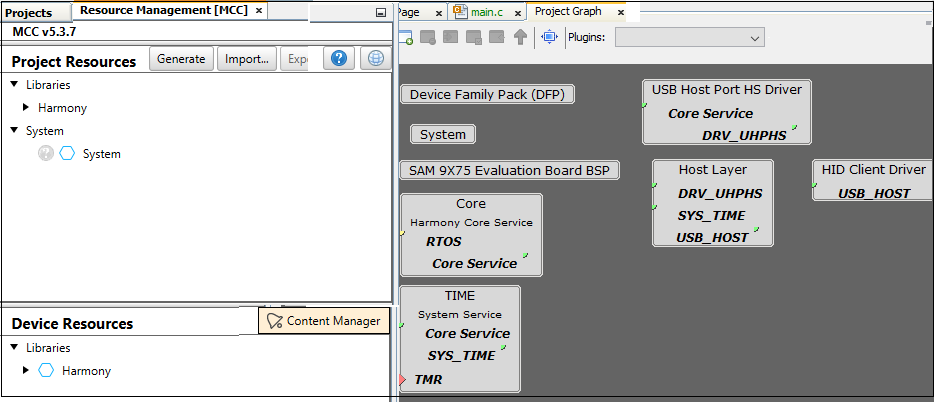 Projects
Resource Management [MCC] ×
MCC v5.3.7
Project Resources
Generate
Import...
?
Libraries
Harmony
System
? System
Device Resources
Content Manager
Libraries
Harmony
Page ×
main.c ×
Project Graph ×
Plugins:
Device Family Pack (DFP)
System
SAM 9X75 Evaluation Board BSP
Core
Harmony Core Service
RTOS
Core Service
TIME
System Service
Core Service
SYS_TIME
TMR
USB Host Port HS Driver
Core Service
DRV_UHPHS
Host Layer
DRV_UHPHS
SYS_TIME
USB_HOST
HID Client Driver
USB_HOST